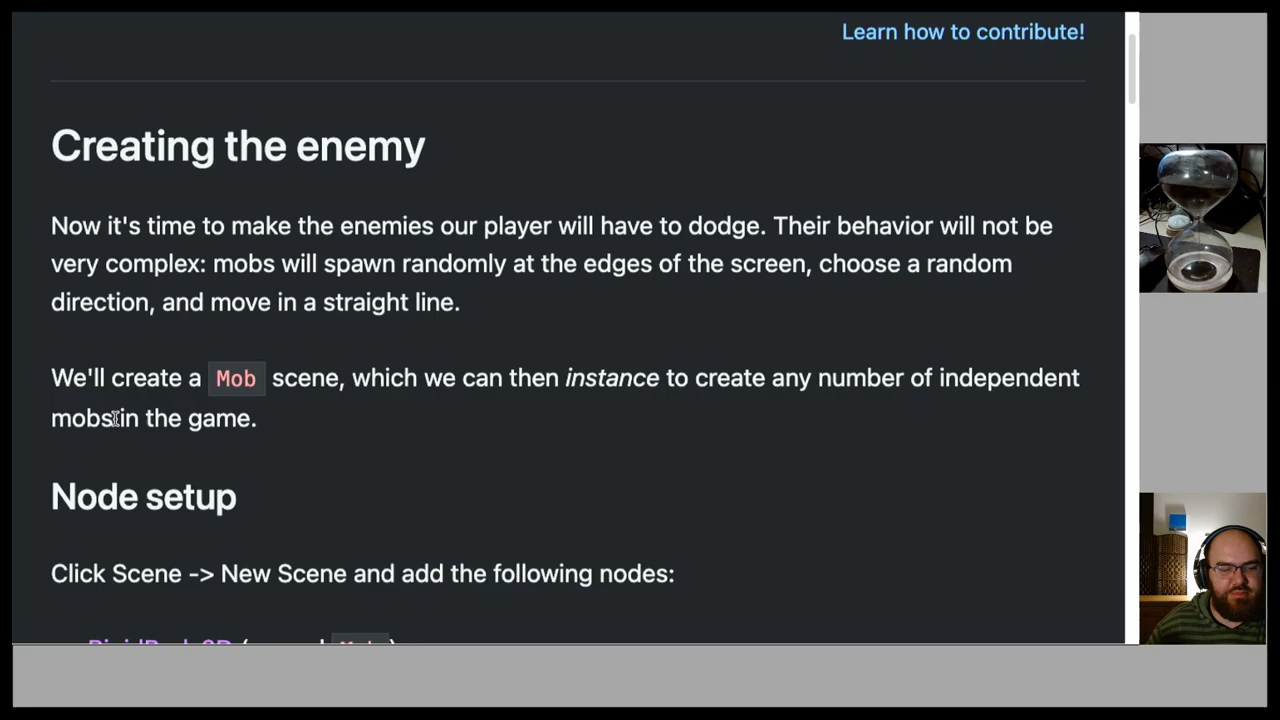 Learn how to contribute!
Creating the enemy
Now it's time to make the enemies our player will have to dodge. Their behavior will not be
very complex: mobs will spawn randomly at the edges of the screen, choose a random
direction, and move in a straight line.
We'll create a Mob scene, which we can then instance to create any number of independent
mobs in the game.
Node setup
Click Scene -> New Scene and add the following nodes: